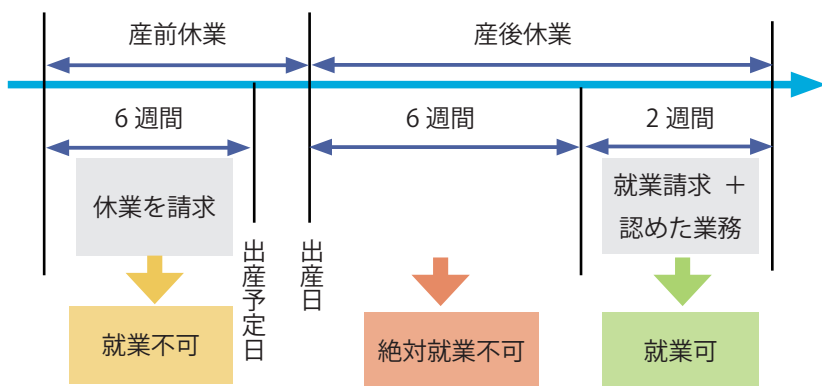 産前休業
産後休業
6 週間
6 週間
2 週間
休業を請求
就業請求 +
認めた業務
出産予定日
出産日
就業不可
絶対就業不可
就業可